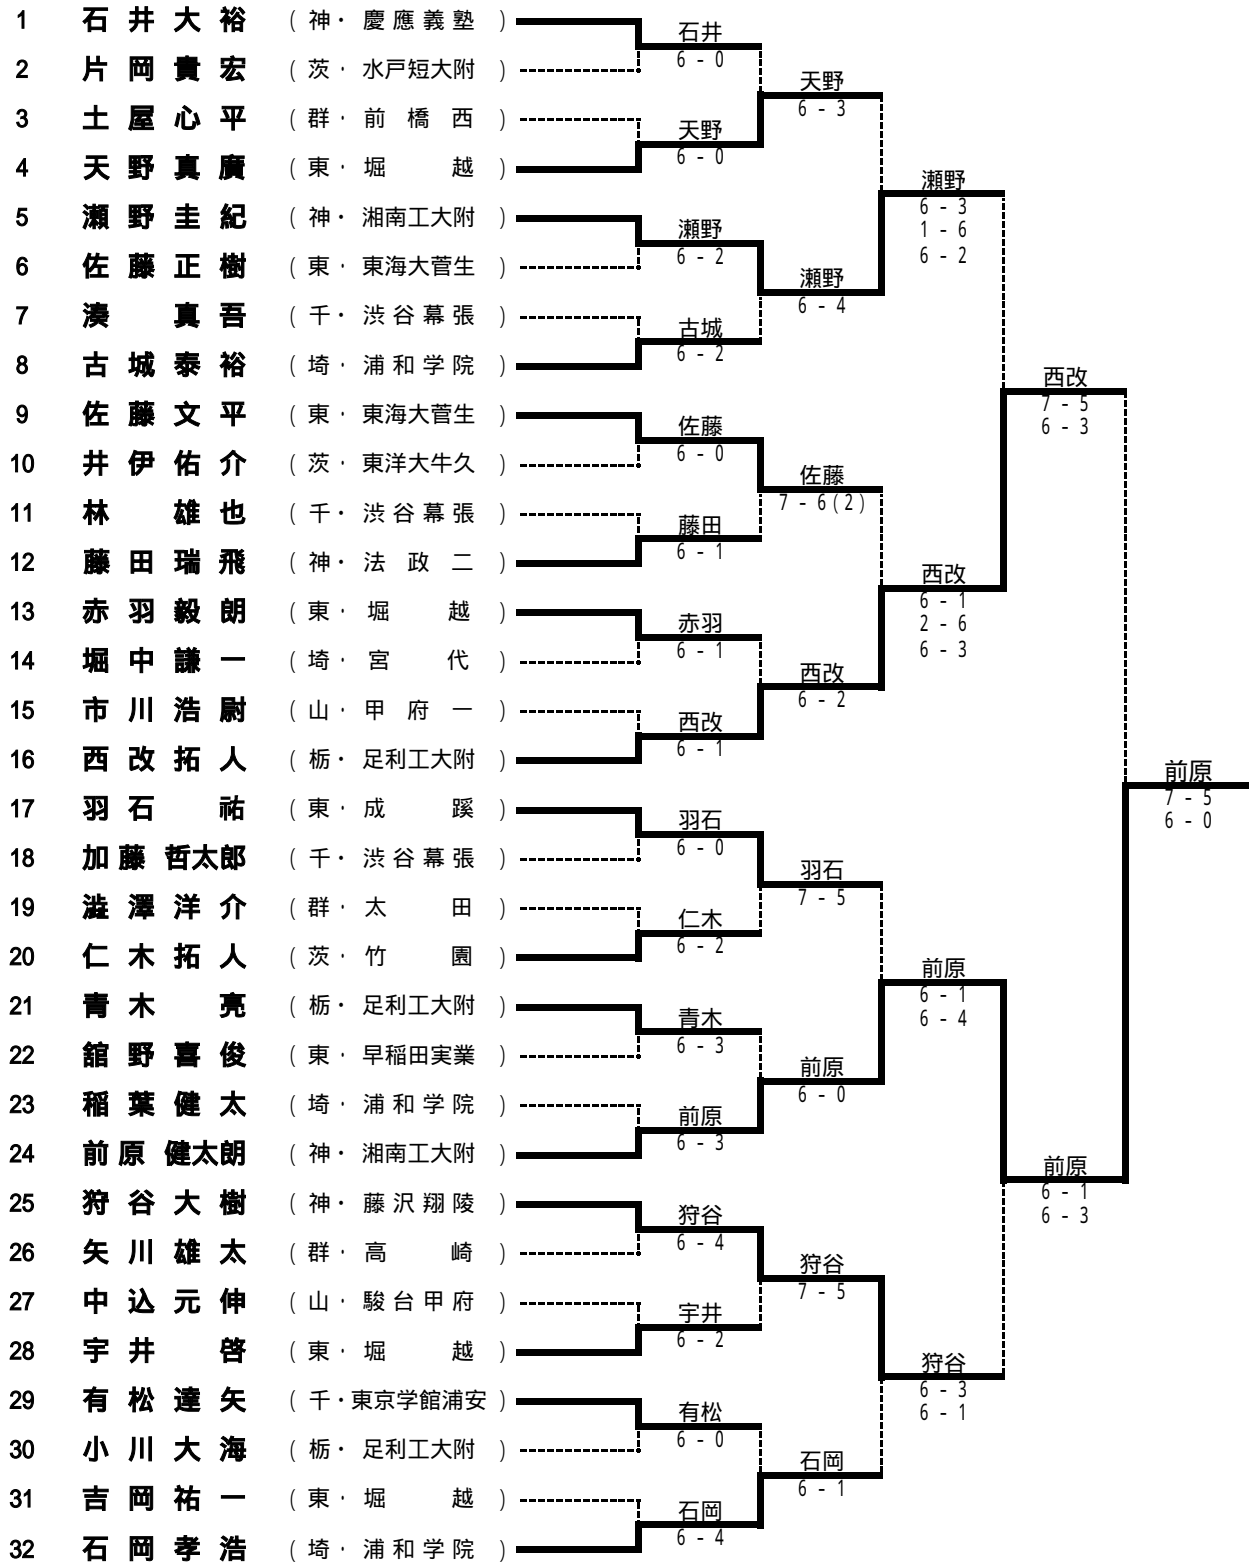 1 石井大裕 (神・慶應義塾)
2 片岡貴宏 (茨・水戸短大附)
3 土屋心平 (群・前橋西)
4 天野真廣 (東・堀越)
5 瀬野圭紀 (神・湘南工大附)
6 佐藤正樹 (東・東海大菅生)
7 湊真吾 (千・渋谷幕張)
8 古城泰裕 (埼・浦和学院)
9 佐藤文平 (東・東海大菅生)
10 井伊佑介 (茨・東洋大牛久)
11 林雄也 (千・渋谷幕張)
12 藤田瑞飛 (神・法政二)
13 赤羽毅朗 (東・堀越)
14 堀中謙一 (埼・宮代)
15 市川浩尉 (山・甲府一)
16 西改拓人 (栃・足利工大附)
17 羽石祐 (東・成蹊)
18 加藤哲太郎 (千・渋谷幕張)
19 澁澤洋介 (群・太田)
20 仁木拓人 (茨・竹園)
21 青木亮 (栃・足利工大附)
22 舘野喜俊 (東・早稲田実業)
23 稲葉健太 (埼・浦和学院)
24 前原健太朗 (神・湘南工大附)
25 狩谷大樹 (神・藤沢翔陵)
26 矢川雄太 (群・高崎)
27 中込元伸 (山・駿台甲府)
28 宇井啓 (東・堀越)
29 有松達矢 (千・東京学館浦安)
30 小川大海 (栃・足利工大附)
31 吉岡祐一 (東・堀越)
32 石岡孝浩 (埼・浦和学院)
石井
6 - 0
天野
6 - 0
瀬野
6 - 2
古城
6 - 2
佐藤
6 - 0
藤田
6 - 1
赤羽
6 - 1
西改
6 - 1
羽石
6 - 0
仁木
6 - 2
青木
6 - 3
前原
6 - 3
狩谷
6 - 4
宇井
6 - 2
有松
6 - 0
石岡
6 - 4
天野
6 - 3
瀬野
6 - 4
佐藤
7 - 6(2)
西改
6 - 2
羽石
7 - 5
前原
6 - 0
狩谷
7 - 5
石岡
6 - 1
瀬野
6 - 3
1 - 6
6 - 2
西改
6 - 1
2 - 6
6 - 3
前原
6 - 1
6 - 4
狩谷
6 - 3
6 - 1
西改
7 - 5
6 - 3
前原
6 - 1
6 - 3
前原
7 - 5
6 - 0